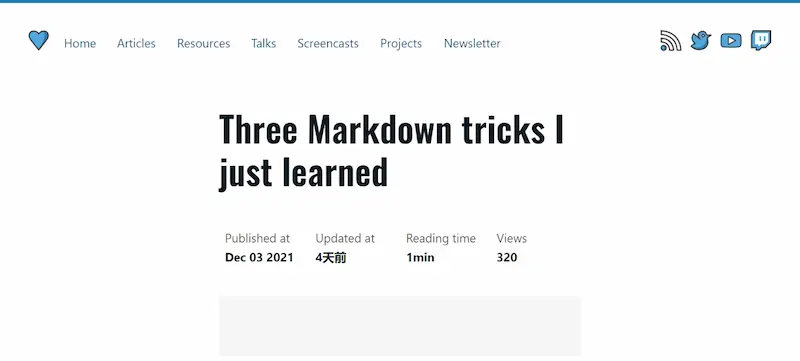 Home Articles Resources Talks Screencasts Projects Newsletter
Three Markdown tricks I
just learned
Published at Updated at Reading time Views
Dec 03 2021 4天前 1min 320